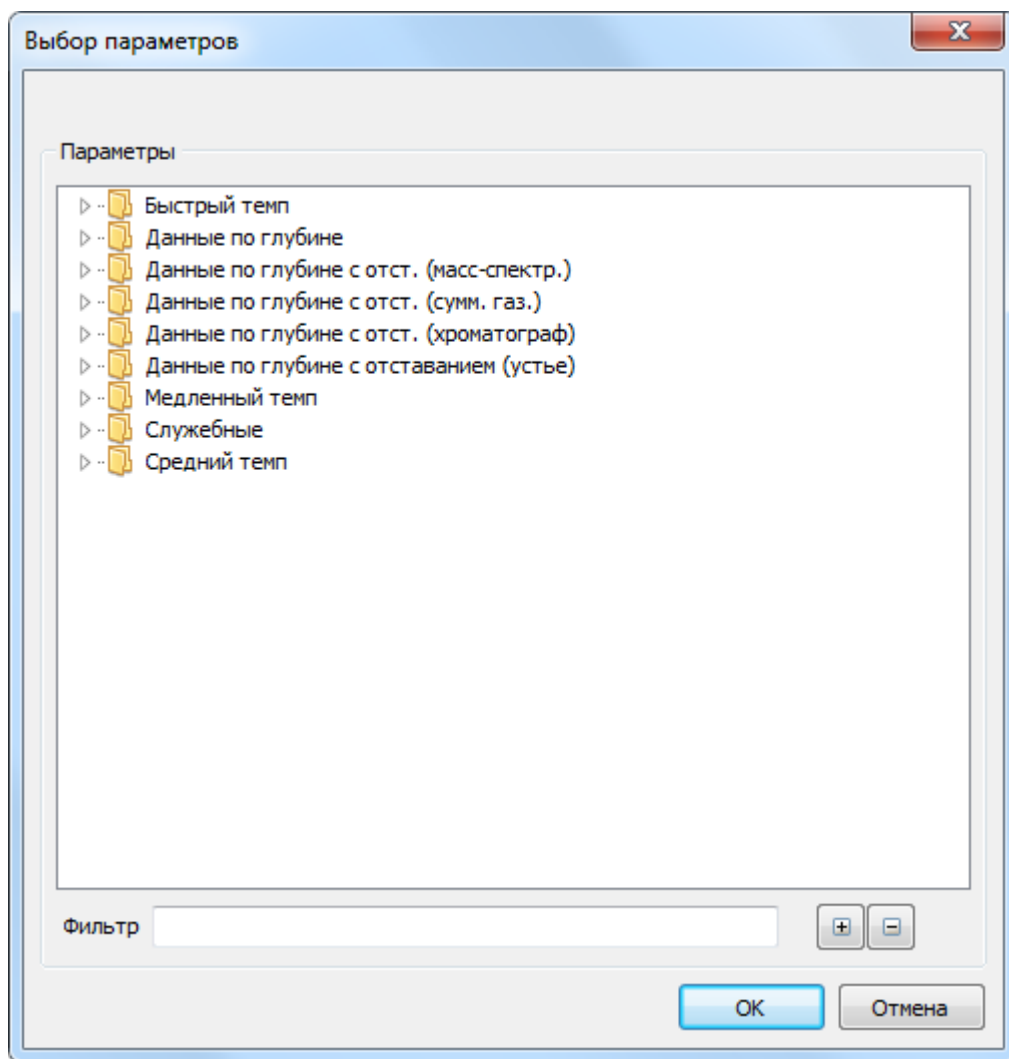 Выбор параметров
Параметры
Быстрый темп
Данные по глубине
Данные по глубине с отст. (масс-спектр.)
Данные по глубине с отст. (сумм. газ.)
Данные по глубине с отст. (хроматограф)
Данные по глубине с отставанием (устье)
Медленный темп
Служебные
Средний темп
Фильтр
OK Отмена